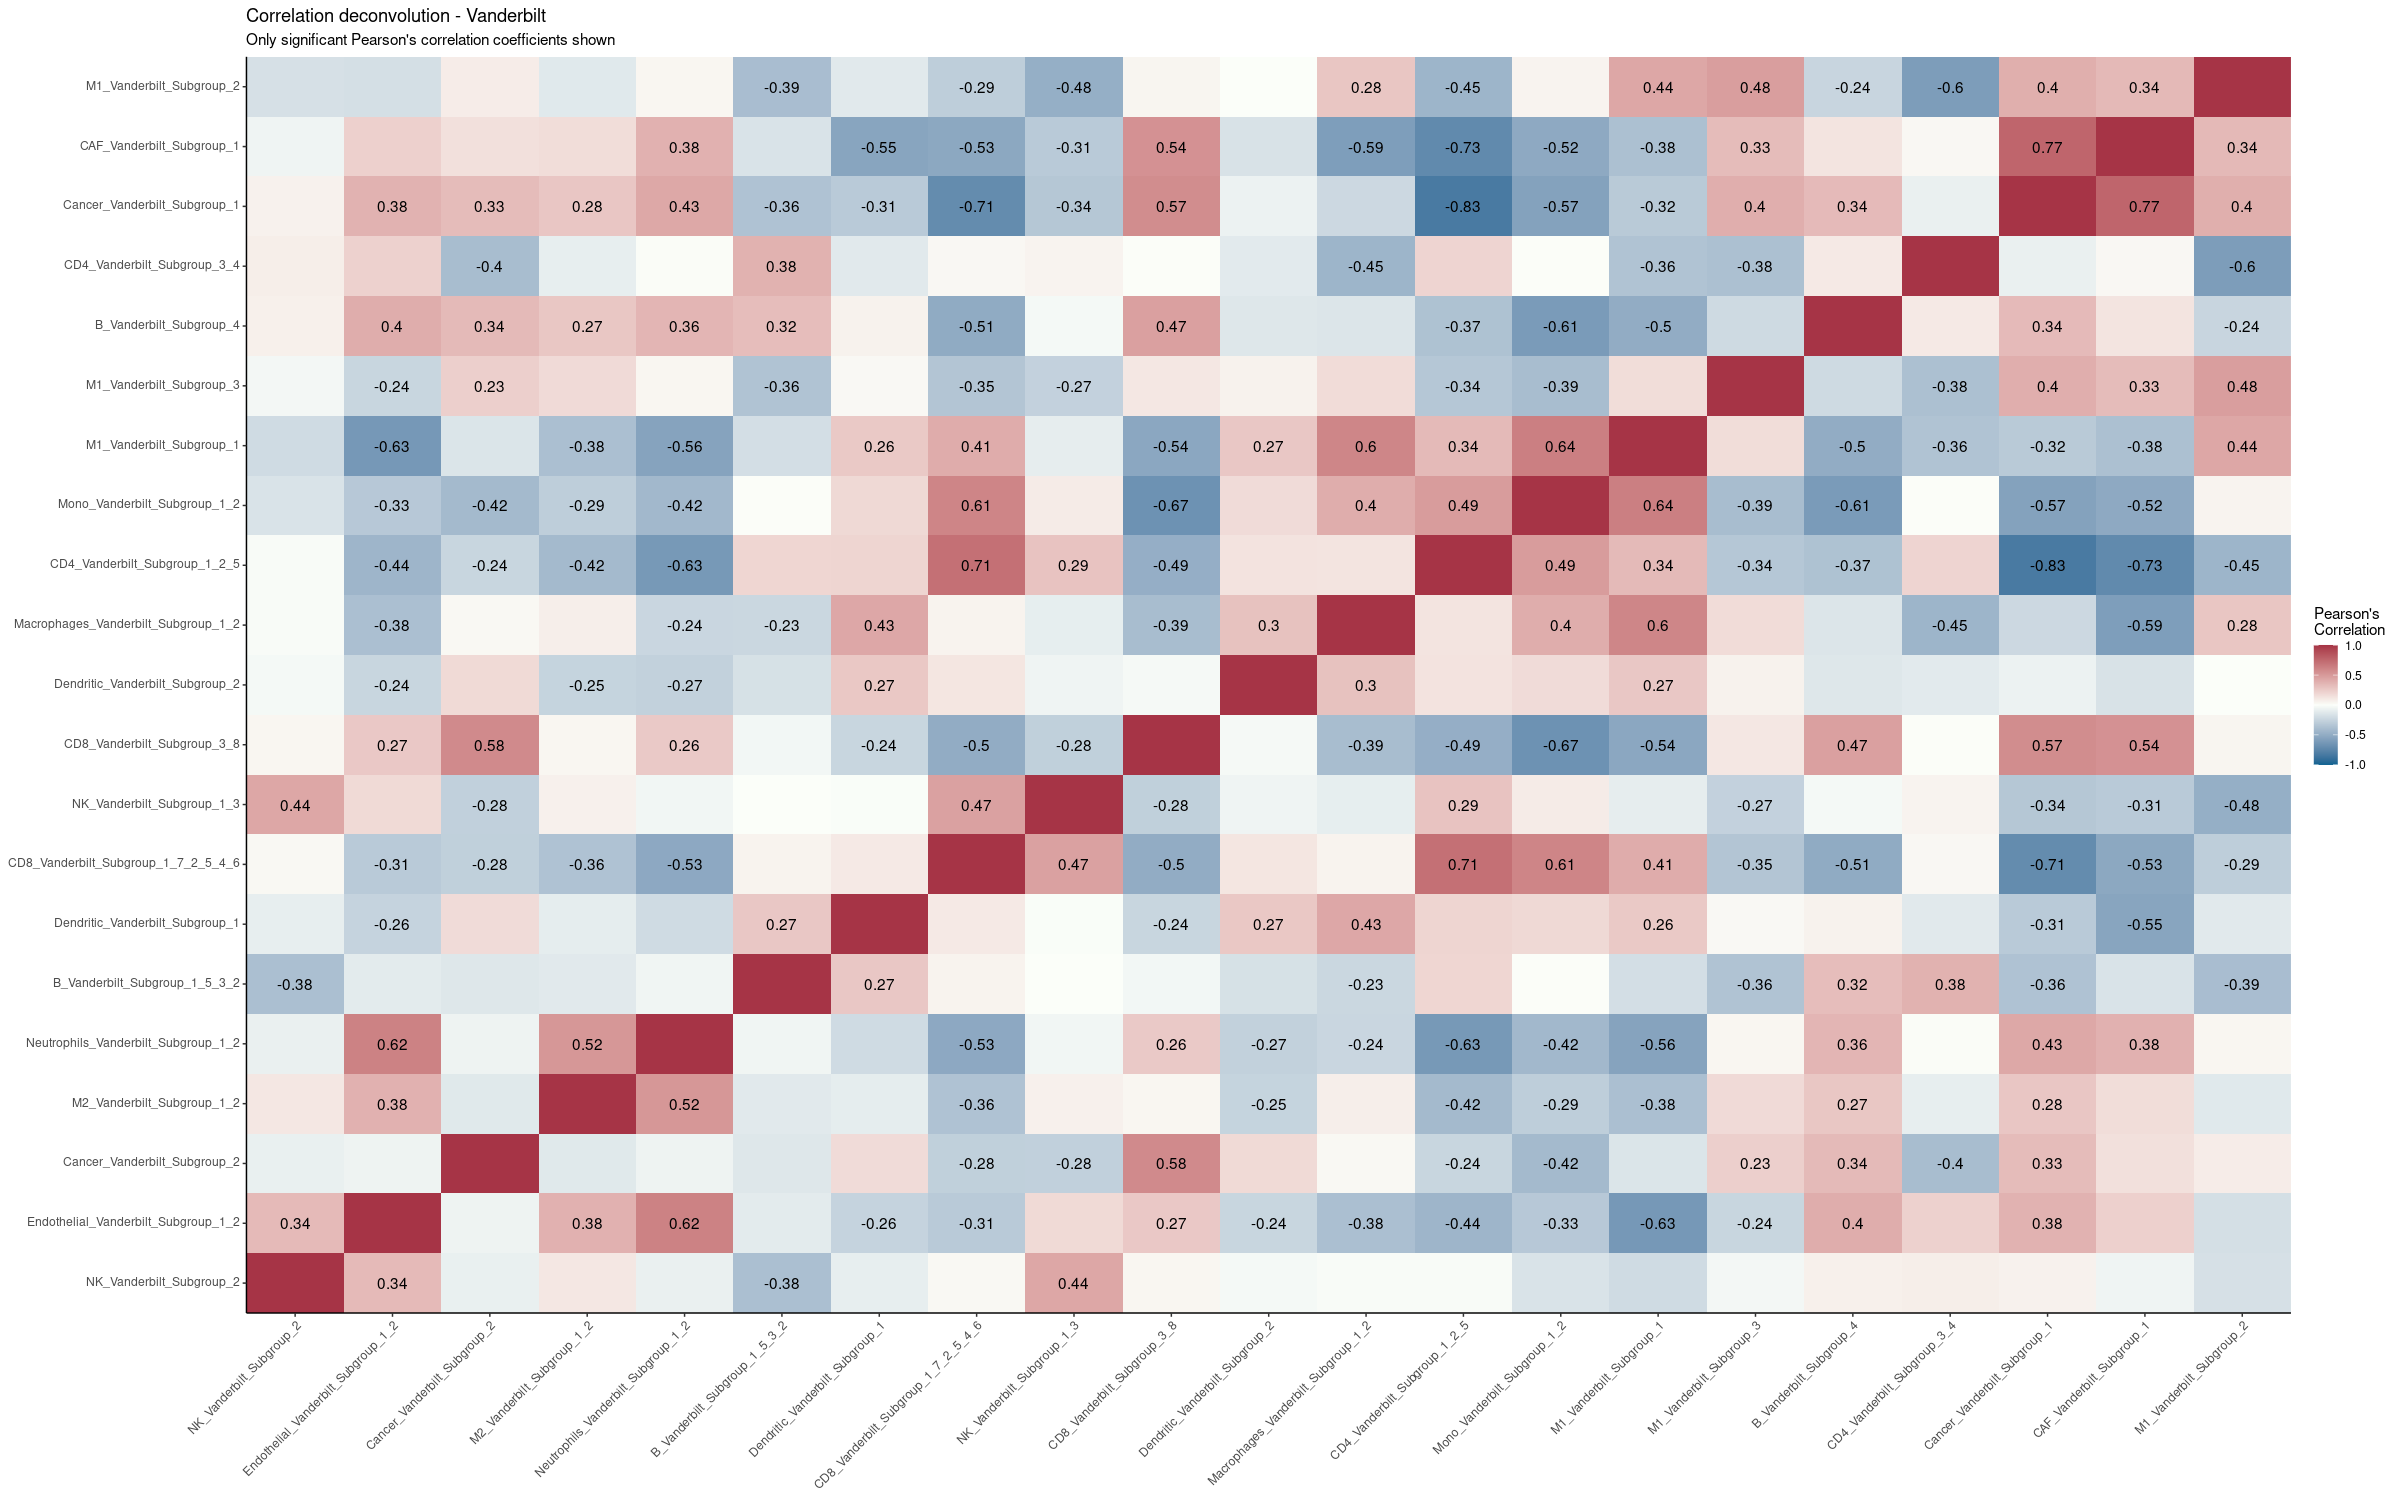 Correlation deconvolution - Vanderbilt
Only significant Pearson's correlation coefficients shown
M1_Vanderbilt_Subgroup_2 -0.39 -0.29 -0.48 0.28 -0.45 0.44 0.48 -0.24 -0.6 0.4 0.34
CAF_Vanderbilt_Subgroup_1 0.38 -0.55 -0.53 -0.31 0.54 -0.59 -0.73 -0.52 -0.38 0.33 0.77 0.34
Cancer_Vanderbilt_Subgroup_1 0.38 0.33 0.28 0.43 -0.36 -0.31 -0.71 -0.34 0.57 -0.83 -0.57 -0.32 0.4 0.34 0.77 0.4
CD4_Vanderbilt_Subgroup_3_4 -0.4 0.38 -0.45 -0.36 -0.38 -0.6
B_Vanderbilt_Subgroup_4 0.4 0.34 0.27 0.36 0.32 -0.51 0.47 -0.37 -0.61 -0.5 0.34 -0.24
M1_Vanderbilt_Subgroup_3 -0.24 0.23 -0.36 -0.35 -0.27 -0.34 -0.39 -0.38 0.4 0.33 0.48
M1_Vanderbilt_Subgroup_1 -0.63 -0.38 -0.56 0.26 0.41 -0.54 0.27 0.6 0.34 0.64 -0.5 -0.36 -0.32 -0.38 0.44
Mono_Vanderbilt_Subgroup_1_2 -0.33 -0.42 -0.29 -0.42 0.61 -0.67 0.4 0.49 0.64 -0.39 -0.61 -0.57 -0.52
CD4_Vanderbilt_Subgroup_1_2_5 -0.44 -0.24 -0.42 -0.63 0.71 0.29 -0.49 0.49 0.34 -0.34 -0.37 -0.83 -0.73 -0.45
Macrophages_Vanderbilt_Subgroup_1_2 -0.38 -0.24 -0.23 0.43 -0.39 0.3 0.4 0.6 -0.45 -0.59 0.28
Dendritic_Vanderbilt_Subgroup_2 -0.24 -0.25 -0.27 0.27 0.3 0.27
CD8_Vanderbilt_Subgroup_3_8 0.27 0.58 0.26 -0.24 -0.5 -0.28 -0.39 -0.49 -0.67 -0.54 0.47 0.57 0.54
NK_Vanderbilt_Subgroup_1_3 0.44 -0.28 0.47 -0.28 0.29 -0.27 -0.34 -0.31 -0.48
CD8_Vanderbilt_Subgroup_1_7_2_5_4_6 -0.31 -0.28 -0.36 -0.53 0.47 -0.5 0.71 0.61 0.41 -0.35 -0.51 -0.71 -0.53 -0.29
Dendritic_Vanderbilt_Subgroup_1 -0.26 0.27 -0.24 0.27 0.43 0.26 -0.31 -0.55
B_Vanderbilt_Subgroup_1_5_3_2 -0.38 0.27 -0.23 -0.36 0.32 0.38 -0.36 -0.39
Neutrophils_Vanderbilt_Subgroup_1_2 0.62 0.52 -0.53 0.26 -0.27 -0.24 -0.63 -0.42 -0.56 0.36 0.43 0.38
M2_Vanderbilt_Subgroup_1_2 0.38 0.52 -0.36 -0.25 -0.42 -0.29 -0.38 0.27 0.28
Cancer_Vanderbilt_Subgroup_2 -0.28 -0.28 0.58 -0.24 -0.42 0.23 0.34 -0.4 0.33
Endothelial_Vanderbilt_Subgroup_1_2 0.34 0.38 0.62 -0.26 -0.31 0.27 -0.24 -0.38 -0.44 -0.33 -0.63 -0.24 0.4 0.38
NK_Vanderbilt_Subgroup_2 0.34 -0.38 0.44
NK_Vanderbilt_Subgroup_2
Endothelial_Vanderbilt_Subgroup_1_2
Cancer_Vanderbilt_Subgroup_2
M2_Vanderbilt_Subgroup_1_2
Neutrophils_Vanderbilt_Subgroup_1_2
B_Vanderbilt_Subgroup_1_5_3_2
Dendritic_Vanderbilt_Subgroup_1
CD8_Vanderbilt_Subgroup_1_7_2_5_4_6
NK_Vanderbilt_Subgroup_1_3
CD8_Vanderbilt_Subgroup_3_8
Dendritic_Vanderbilt_Subgroup_2
Macrophages_Vanderbilt_Subgroup_1_2
CD4_Vanderbilt_Subgroup_1_2_5
Mono_Vanderbilt_Subgroup_1_2
M1_Vanderbilt_Subgroup_1
M1_Vanderbilt_Subgroup_3
B_Vanderbilt_Subgroup_4
CD4_Vanderbilt_Subgroup_3_4
Cancer_Vanderbilt_Subgroup_1
CAF_Vanderbilt_Subgroup_1
M1_Vanderbilt_Subgroup_2
Pearson's
Correlation
1.0
0.5
0.0
-0.5
-1.0